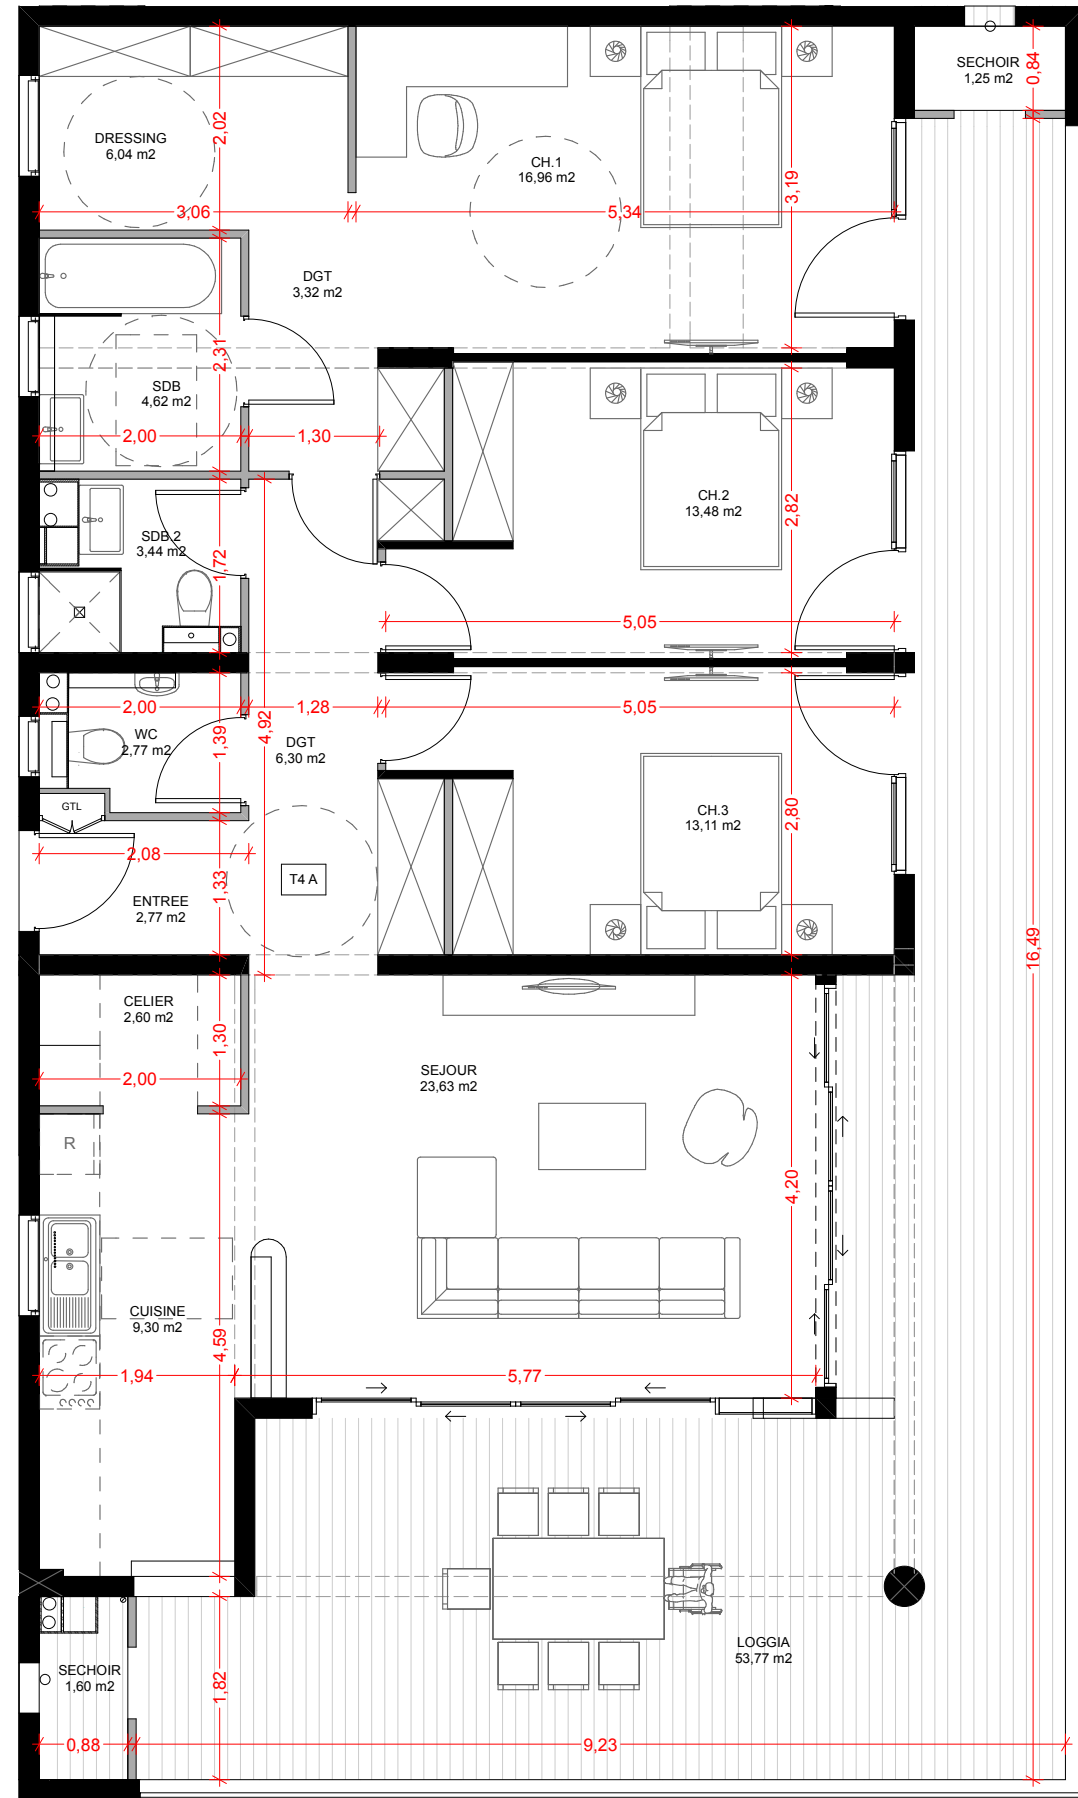 SECHOIR
1,25 m2
0,84
DRESSING
6,04 m2
2,02
CH.1
16,96 m2
3,19
3,06
5,34
DGT
3,32 m2
2,31
SDB
4,62 m2
2,00
1,30
CH.2
13,48 m2
2,82
SDB 2
3,44 m2
1,72
5,05
2,00
1,28
5,05
4,92
WC
2,77 m2
1,39
DGT
6,30 m2
GTL
CH.3
13,11 m2
2,80
2,08
T4 A
1,33
ENTREE
2,77 m2
16,49
CELIER
2,60 m2
1,30
2,00
SEJOUR
23,63 m2
R
4,20
CUISINE
9,30 m2
4,59
1,94
5,77
LOGGIA
53,77 m2
SECHOIR
1,60 m2
1,82
0,88
9,23